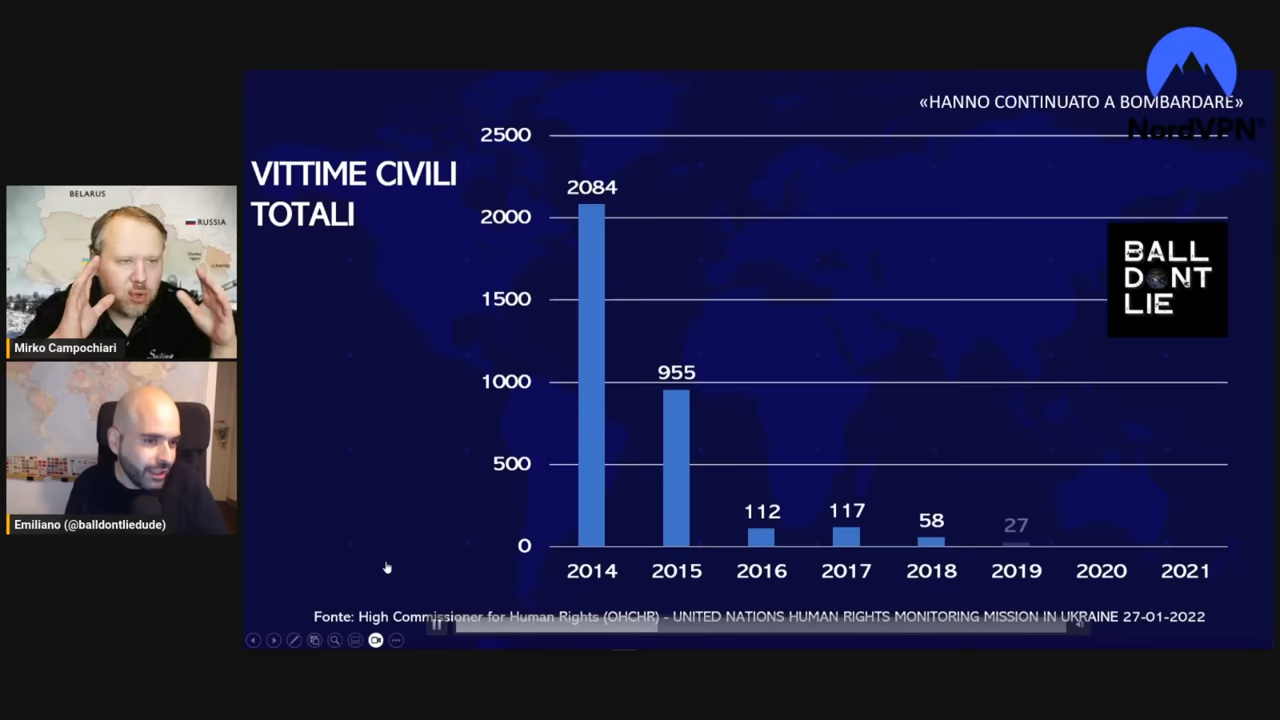 «HANNO CONTINUATO A BOMBARDARE»
NordVPN®
VITTIME CIVILI
TOTALI
2500
2000
1500
1000
500
0
2084
955
112
117
58
27
2014 2015 2016 2017 2018 2019 2020 2021
BALL
DONT
LIE
BELARUS
RUSSIA
Mirko Campochiari
Emiliano (@balldontliedude)
Fonte: High Commissioner for Human Rights (OHCHR) - UNITED NATIONS HUMAN RIGHTS MONITORING MISSION IN UKRAINE 27-01-2022